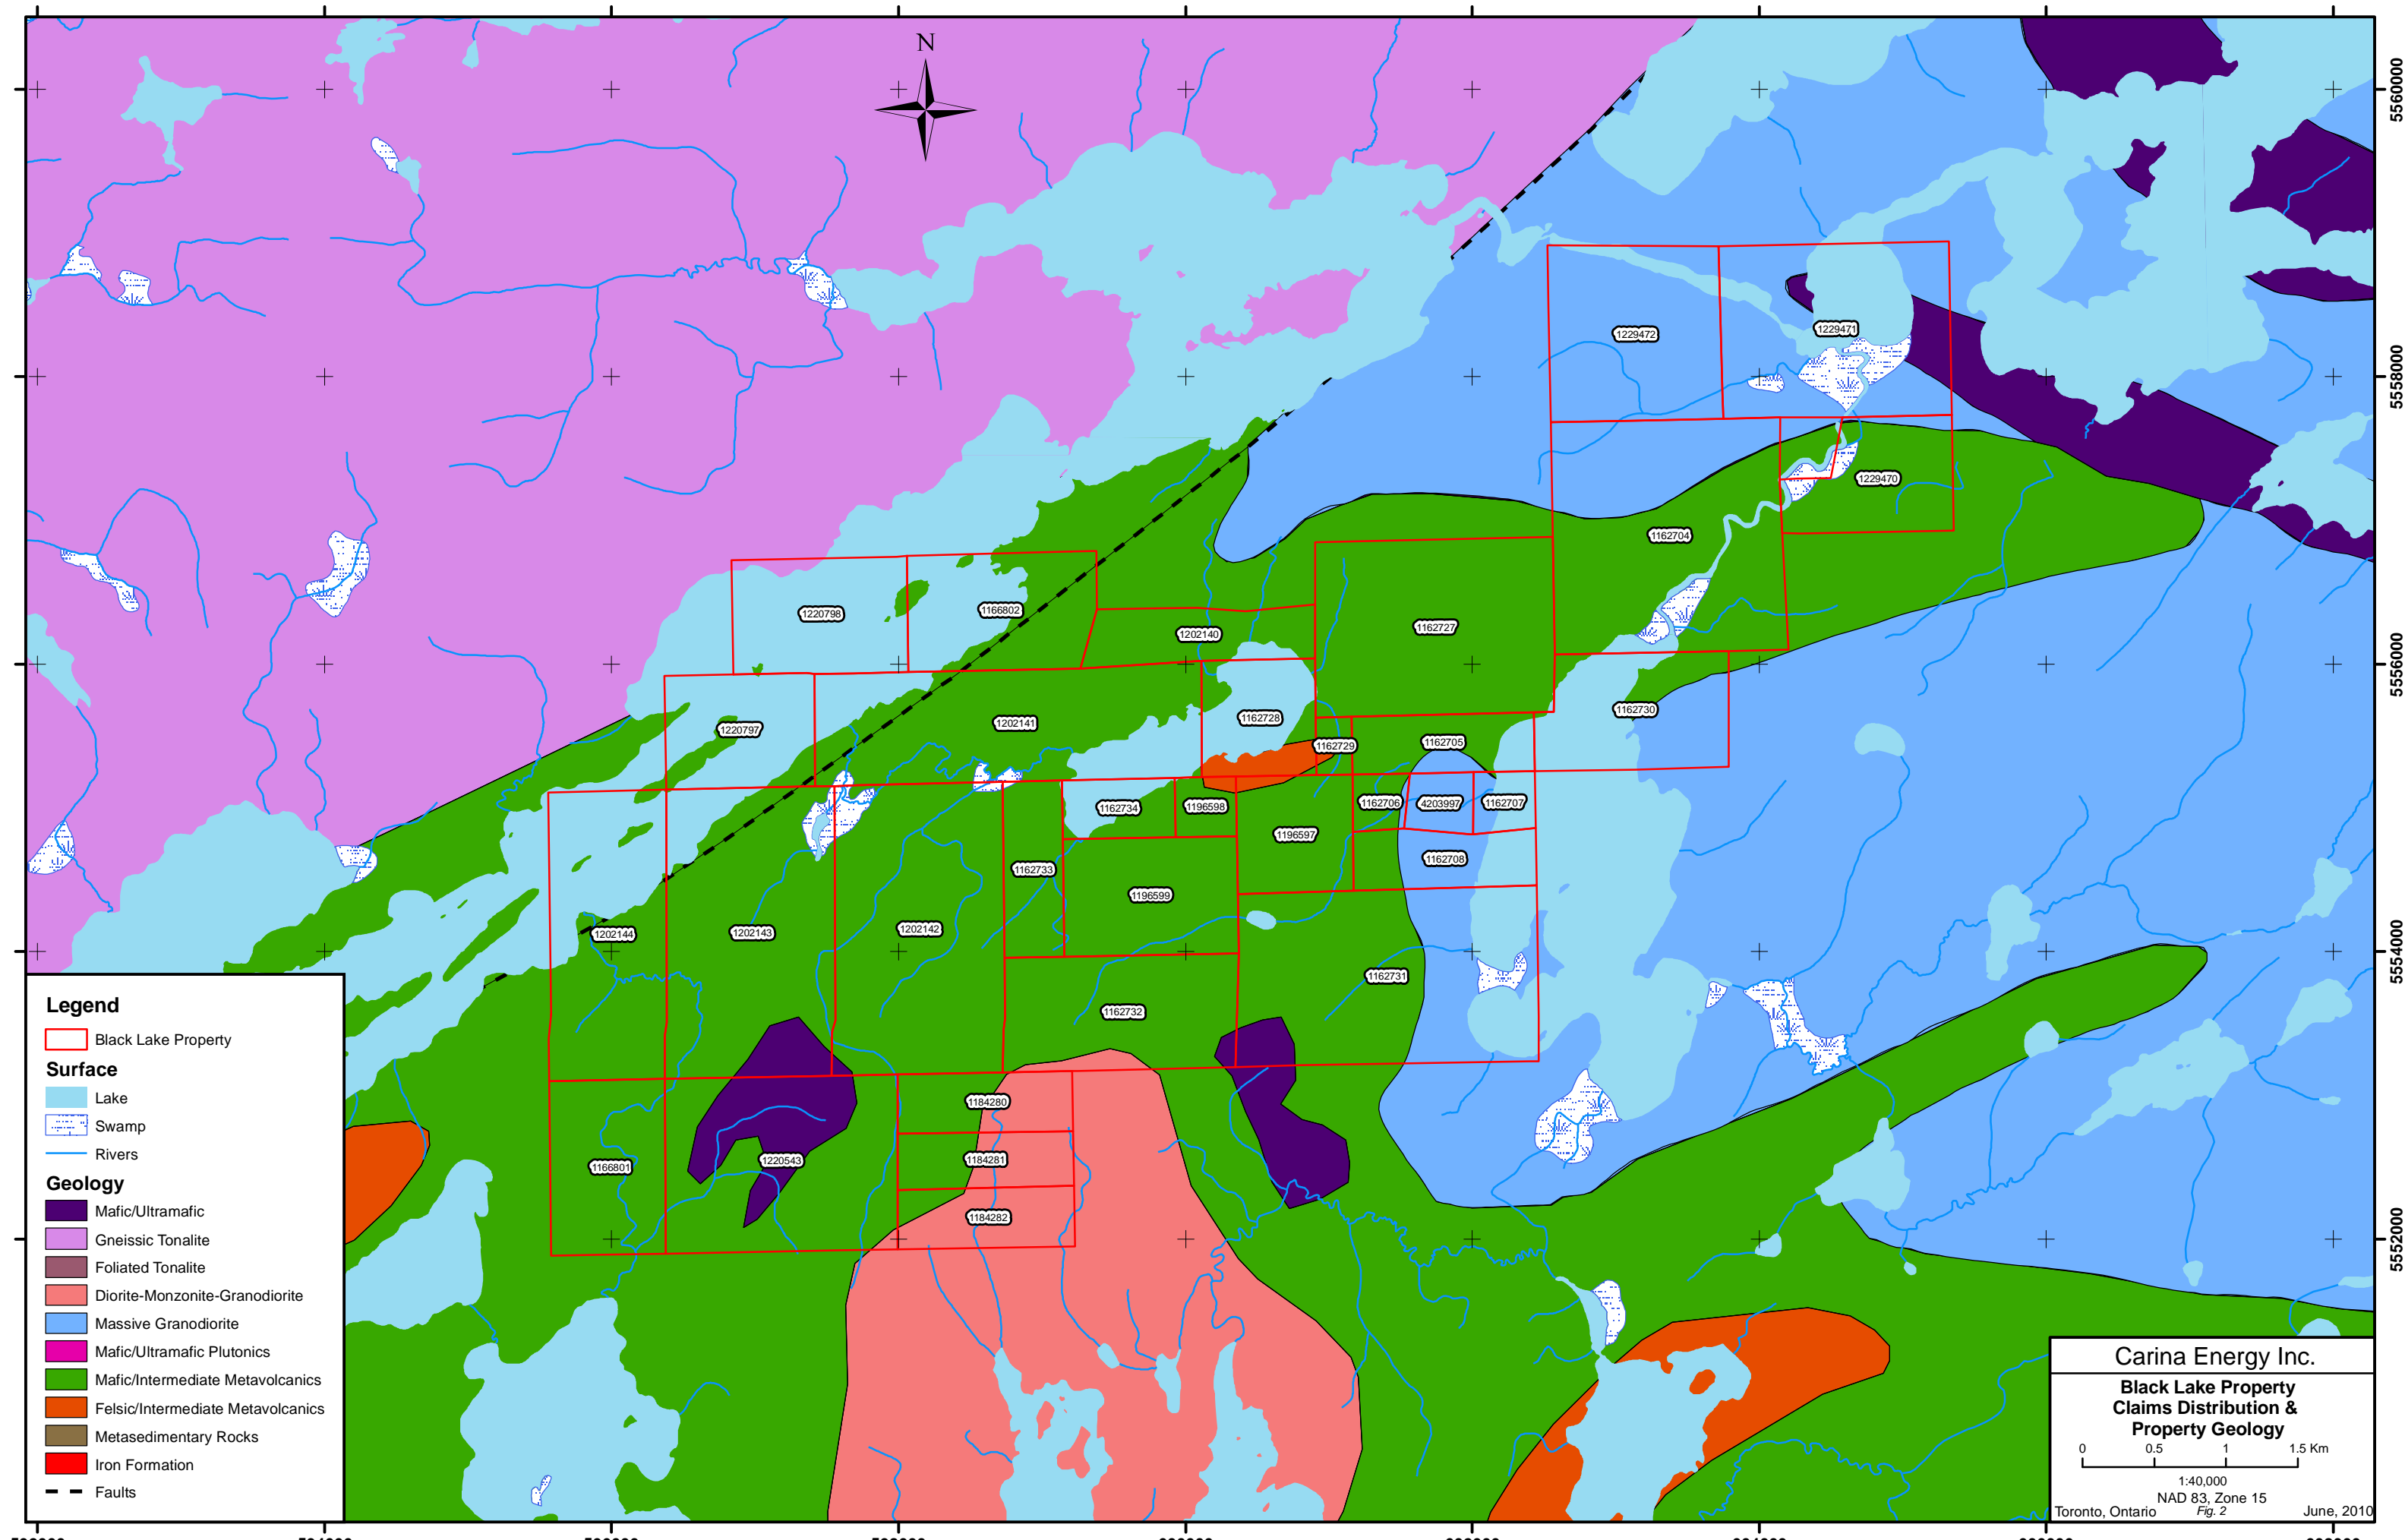 N
5560000
5558000
5556000
5554000
5552000
1229472
1229471
1229470
1162704
1220798
1166802
1202140
1162727
1220797
1202141
1162728
1162729
1162705
1162730
1162734
1196598
1162706
4203997
1162707
1196597
1162708
1162733
1196599
1202144
1202143
1202142
1162731
1162732
1184280
1184281
1166801
1220543
1184282
Legend
Black Lake Property
Surface
Lake
Swamp
Rivers
Geology
Mafic/Ultramafic
Gneissic Tonalite
Foliated Tonalite
Diorite-Monzonite-Granodiorite
Massive Granodiorite
Mafic/Ultramafic Plutonics
Mafic/Intermediate Metavolcanics
Felsic/Intermediate Metavolcanics
Metasedimentary Rocks
Iron Formation
Faults
Carina Energy Inc.
Black Lake Property
Claims Distribution &
Property Geology
0 0.5 1 1.5 Km
1:40,000
NAD 83, Zone 15
Toronto, Ontario Fig. 2 June, 2010